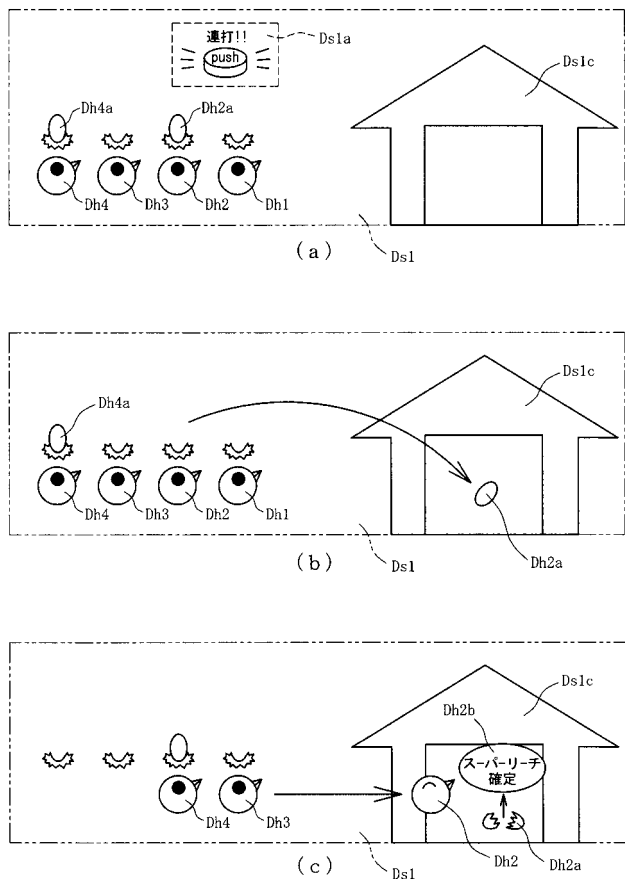 連打!!
push
Ds1a
Ds1c
Dh4a
Dh2a
Dh4
Dh3
Dh2
Dh1
Ds1
(a)
Ds1c
Dh4a
Dh4
Dh3
Dh2
Dh1
Dh2a
Ds1
(b)
Ds1c
Dh2b
スーパーリーチ
確定
Dh4
Dh3
Dh2
Dh2a
Ds1
(c)